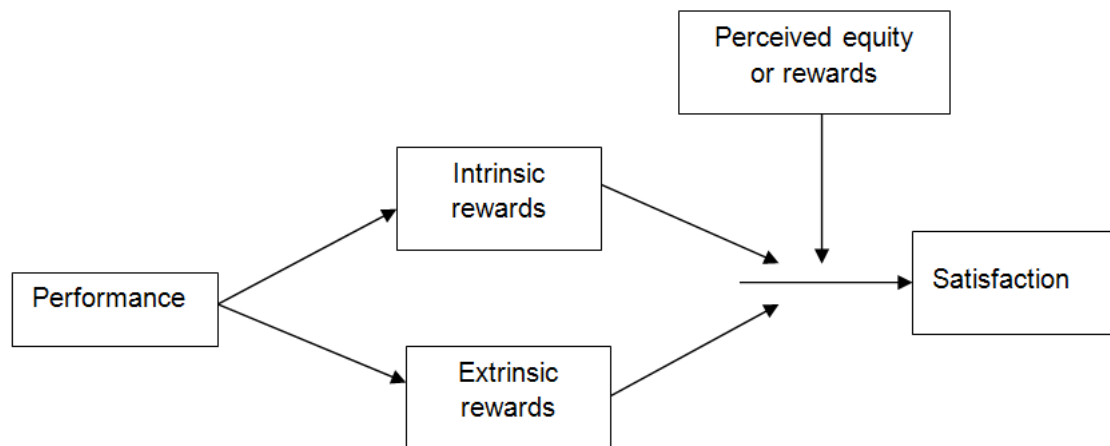 Perceived equity
or rewards
Intrinsic
rewards
Performance
Satisfaction
Extrinsic
rewards